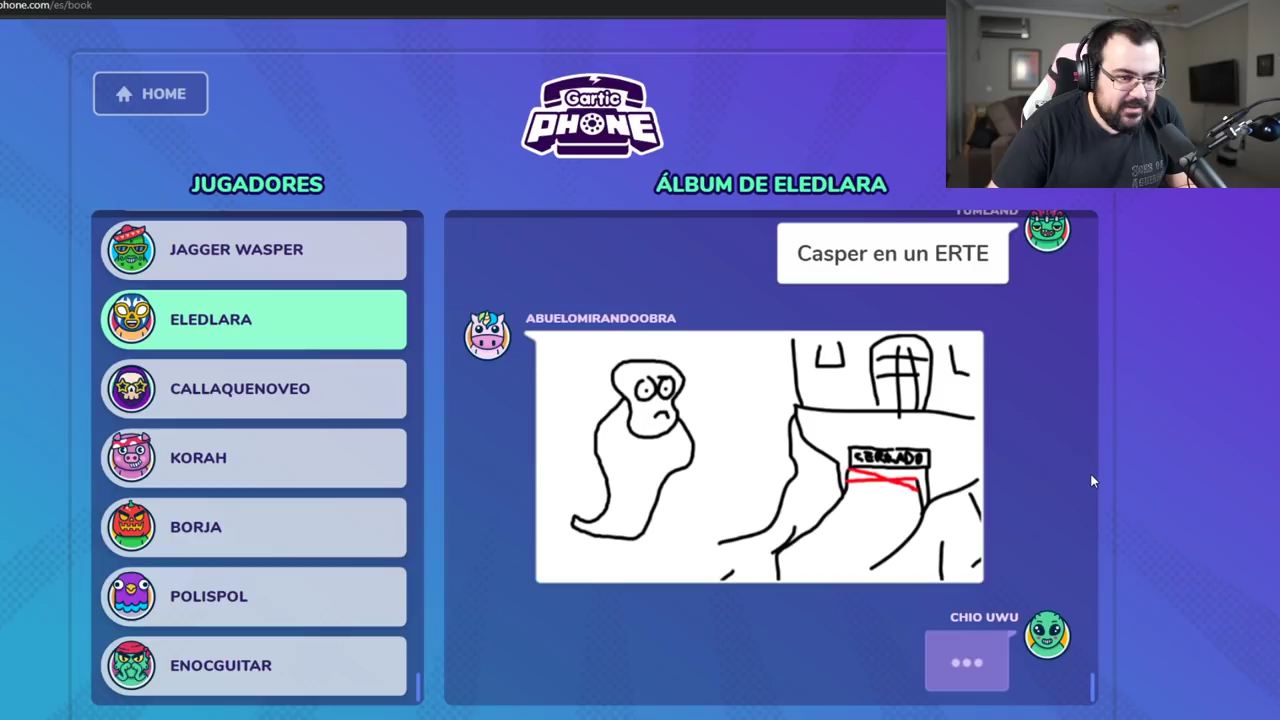 phone.com/es/book
HOME
Gartic
PHONE
JUGADORES
ÁLBUM DE ELEDLARA
JAGGER WASPER
ELEDLARA
CALLAQUENOVEO
KORAH
BORJA
POLISPOL
ENOCGUITAR
YUMLAND
Casper en un ERTE
ABUELOMIRANDOOBRA
CERRADO
CHIO UWU